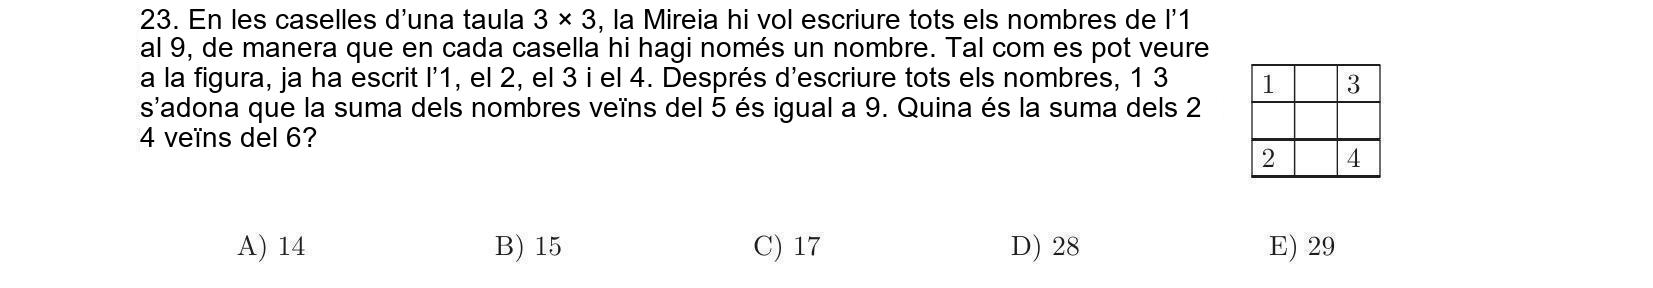 23. En les caselles d’una taula 3 × 3, la Mireia hi vol escriure tots els nombres de l’1
al 9, de manera que en cada casella hi hagi només un nombre. Tal com es pot veure
a la figura, ja ha escrit l’1, el 2, el 3 i el 4. Després d’escriure tots els nombres, 1 3
s’adona que la suma dels nombres veïns del 5 és igual a 9. Quina és la suma dels 2
4 veïns del 6?
1 3
2 4
A) 14 B) 15 C) 17 D) 28 E) 29